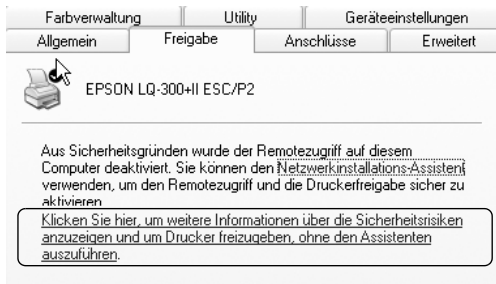 Farbverwaltung Utility Geräteeinstellungen
Allgemein Freigabe Anschlüsse Erweitert
EPSON LQ-300+II ESC/P2
Aus Sicherheitsgründen wurde der Remotezugriff auf diesem
Computer deaktiviert. Sie können den Netzwerkinstallations-Assistent
verwenden, um den Remotezugriff und die Druckerfreigabe sicher zu
aktivieren
Klicken Sie hier, um weitere Informationen über die Sicherheitsrisiken
anzuzeigen und um Drucker freizugeben, ohne den Assistenten
auszuführen.